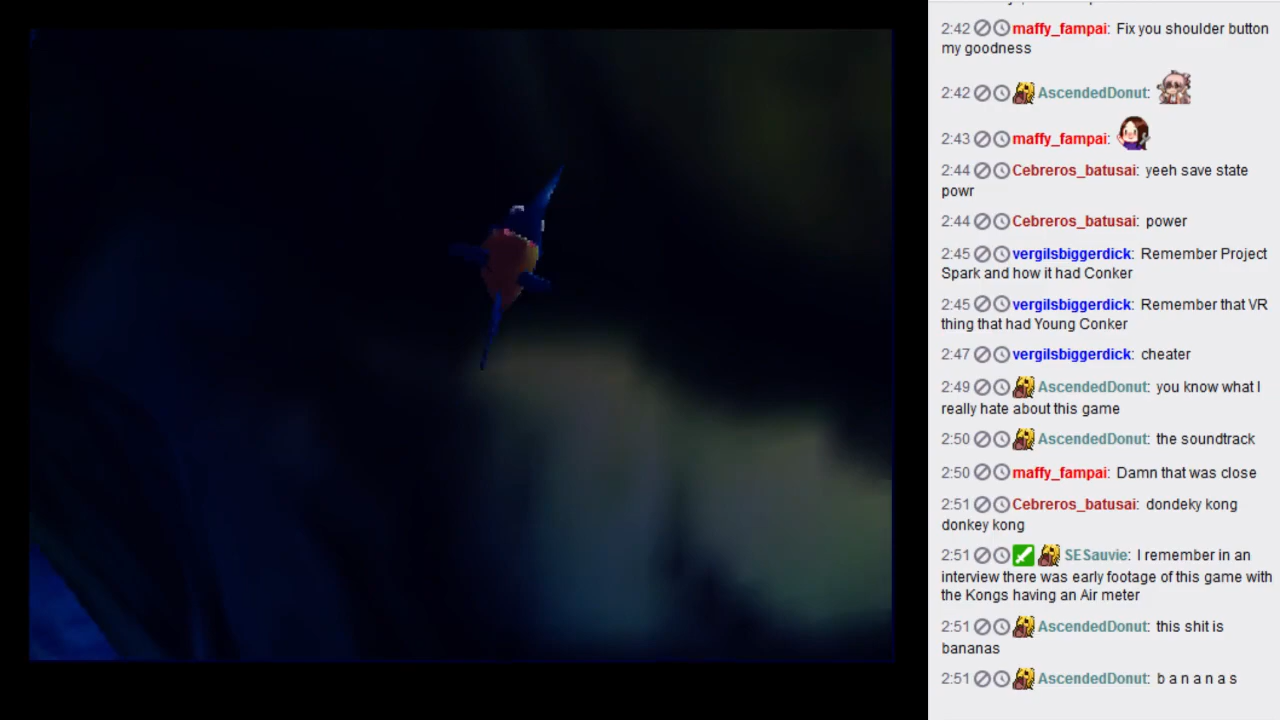 2:42 maffy_fampai: Fix you shoulder button
my goodness
2:42 AscendedDonut:
2:43 maffy_fampai:
2:44 Cebreros_batusai: yeeh save state
powr
2:44 Cebreros_batusai: power
2:45 vergilsbiggerdick: Remember Project
Spark and how it had Conker
2:45 vergilsbiggerdick: Remember that VR
thing that had Young Conker
2:47 vergilsbiggerdick: cheater
2:49 AscendedDonut: you know what I
really hate about this game
2:50 AscendedDonut: the soundtrack
2:50 maffy_fampai: Damn that was close
2:51 Cebreros_batusai: dondeky kong
donkey kong
2:51 SESauvie: I remember in an
interview there was early footage of this game with
the Kongs having an Air meter
2:51 AscendedDonut: this shit is
bananas
2:51 AscendedDonut: b a n a n a s